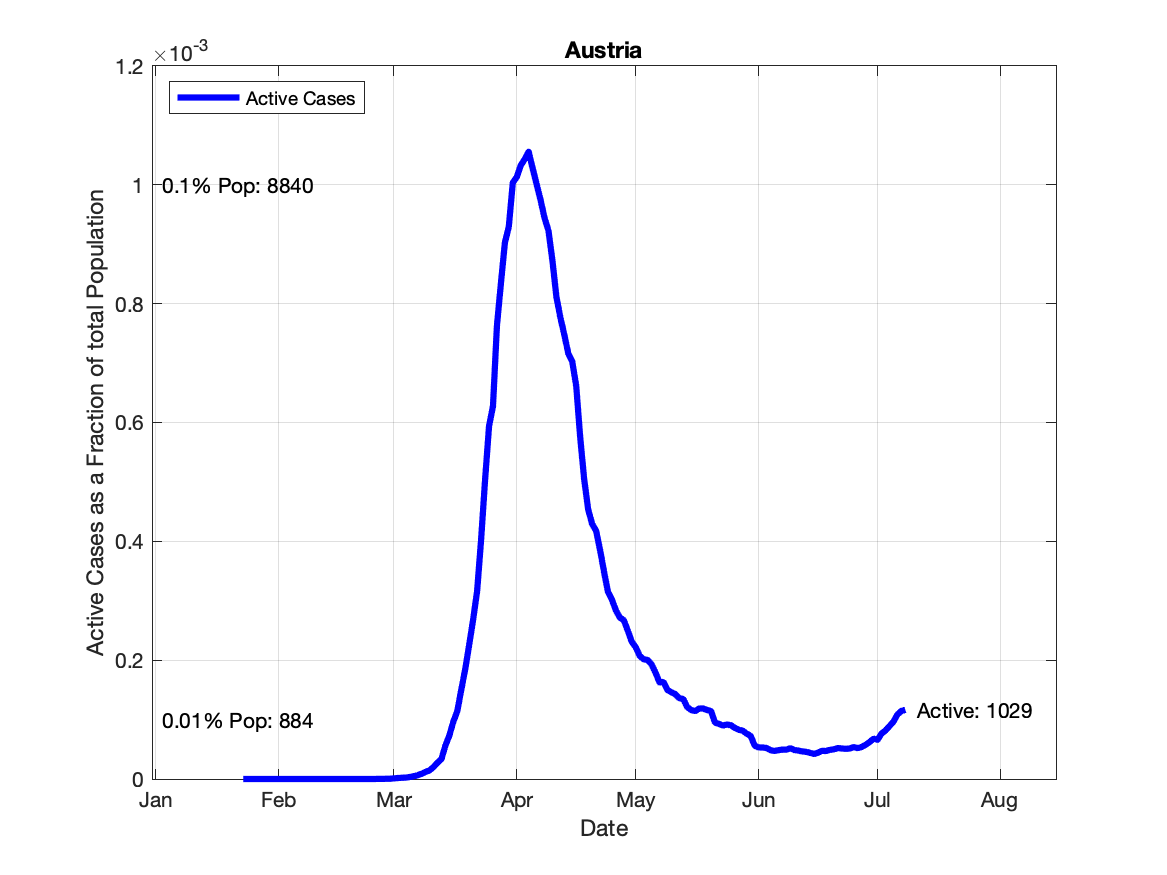 Austria
×10-3
1.2
Active Cases
1
0.1% Pop: 8840
0.8
0.6
0.4
0.2
0.01% Pop: 884
Active: 1029
0
Active Cases as a Fraction of total Population
Jan Feb Mar Apr May Jun Jul Aug
Date